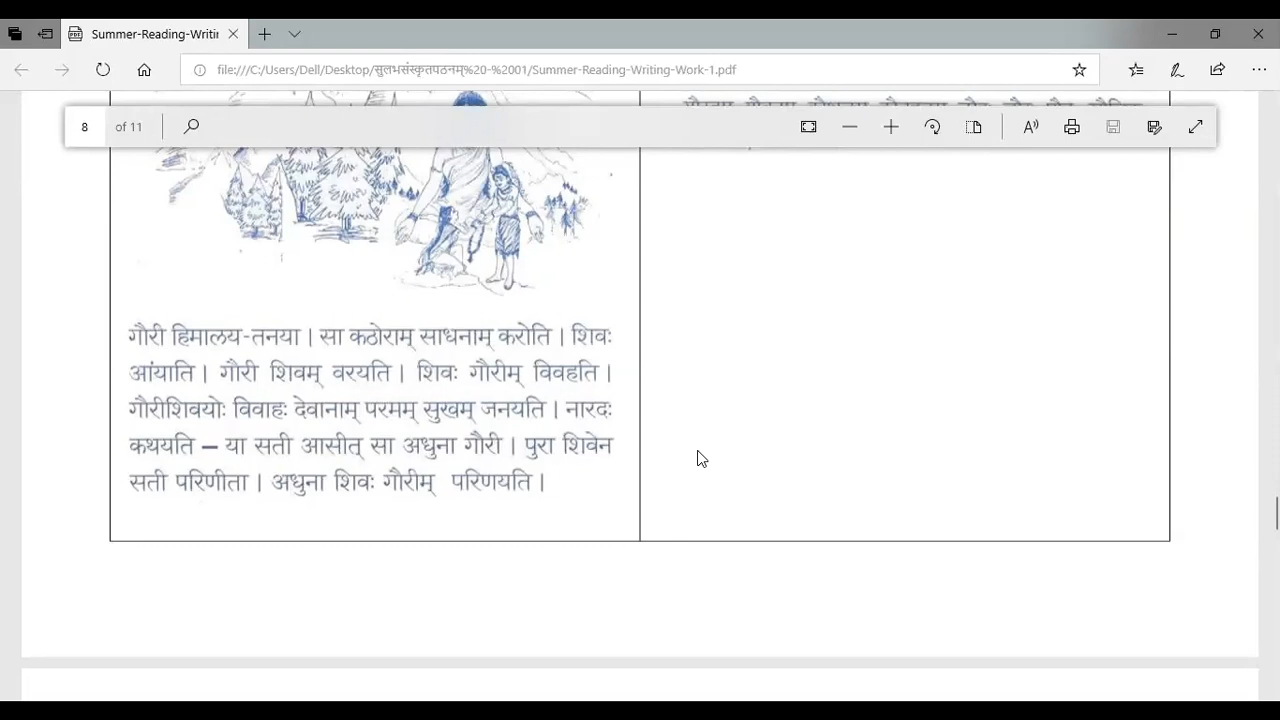 Summer-Reading-Writir
file:///C:/Users/Dell/Desktop/सुलभसंस्कृतपठनम्%20-%2001/Summer-Reading-Writing-Work-1.pdf
8 of 11
गौरी हिमालय-तनया । सा कठोराम् साधनाम् करोति । शिवः
आंयाति । गौरी शिवम् वरयति । शिवः गौरीम् विवहति ।
गौरीशिवयोः विवाहः देवानाम् परमम् सुखम् जनयति । नारदः
कथयति – या सती आसीत् सा अधुना गौरी । पुरा शिवेन
सती परिणीता । अधुना शिवः गौरीम् परिणयति ।